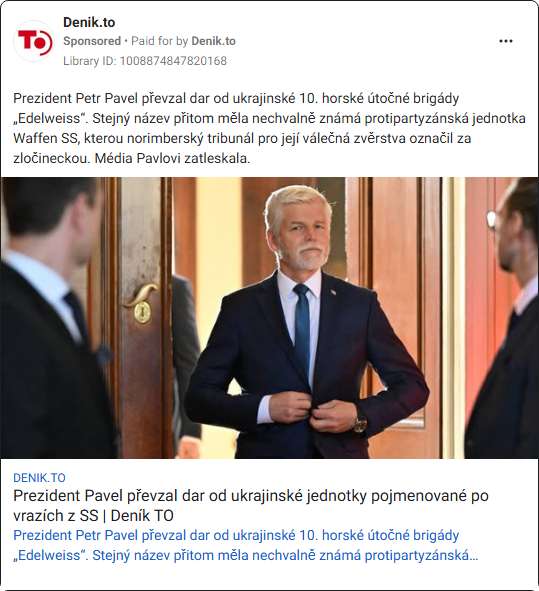 Denik.to
Sponsored • Paid for by Denik.to
Library ID: 1008874847820168
TO
Prezident Petr Pavel převzal dar od ukrajinské 10. horské útočné brigády
„Edelweiss“. Stejný název přitom měla nechvalně známá protipartyzánská jednotka
Waffen SS, kterou norimberský tribunál pro její válečná zvěrstva označil za
zločineckou. Média Pavlovi zatleskala.
DENIK.TO
Prezident Pavel převzal dar od ukrajinské jednotky pojmenované po
vrazích z SS | Deník TO
Prezident Petr Pavel převzal dar od ukrajinské 10. horské útočné brigády
„Edelweiss“. Stejný název přitom měla nechvalně známá protipartyzánská…